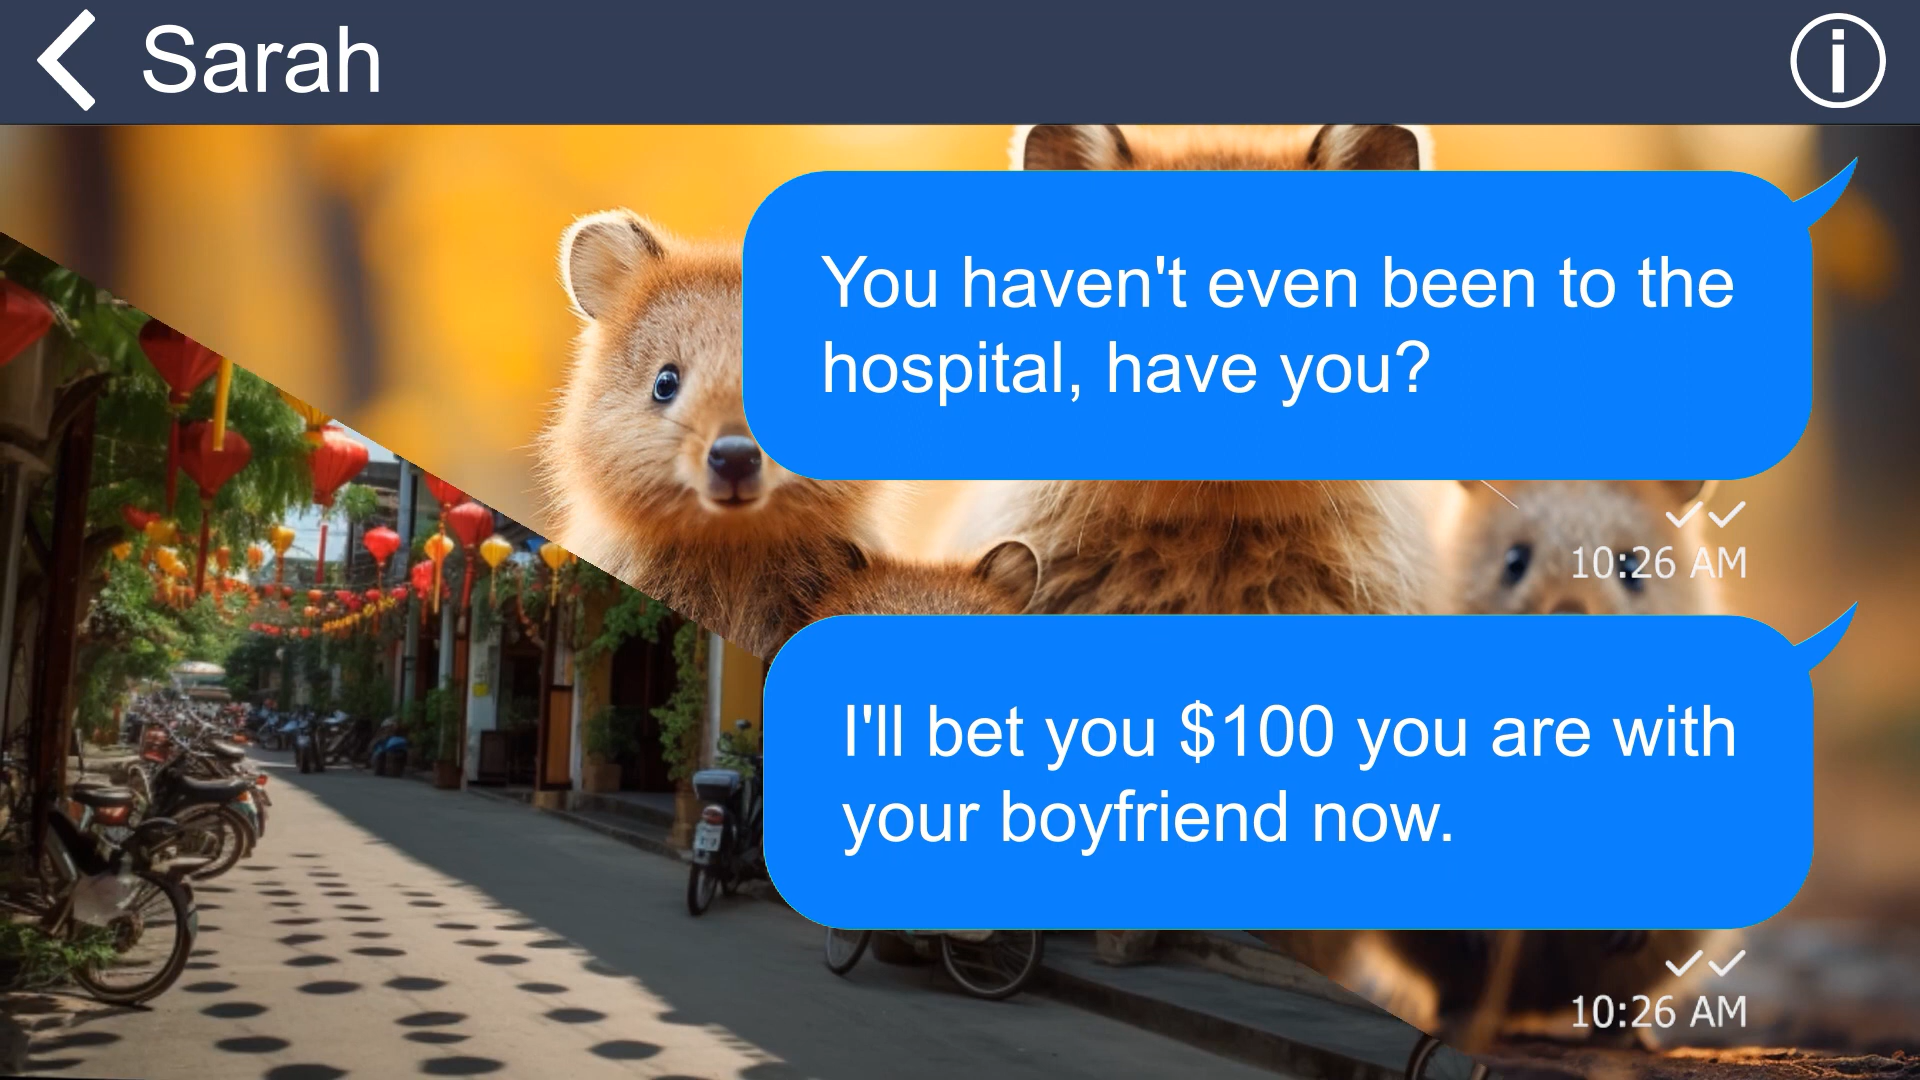 Sarah
You haven't even been to the
hospital, have you?
10:26 AM
I'll bet you $100 you are with
your boyfriend now.
10:26 AM